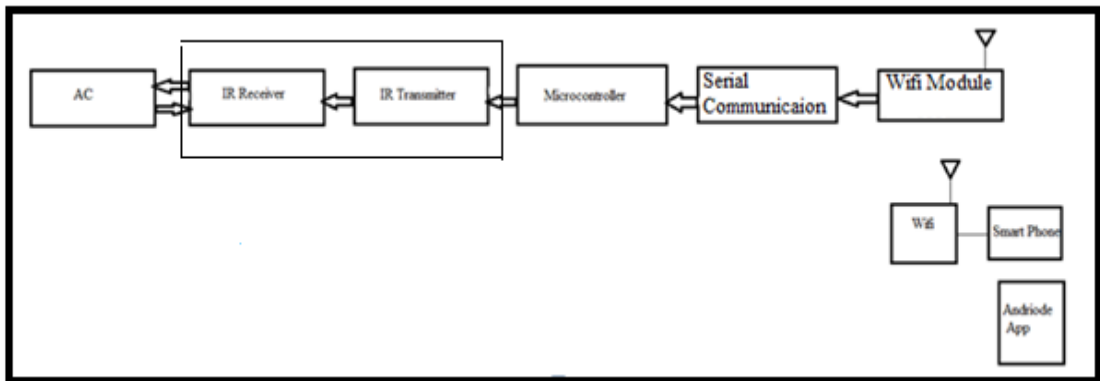 AC
IR Receiver
IR Transmitter
Microcontroller
Serial
Communicaion
Wifi Module
Wifi
Smart Phone
Andriode
App